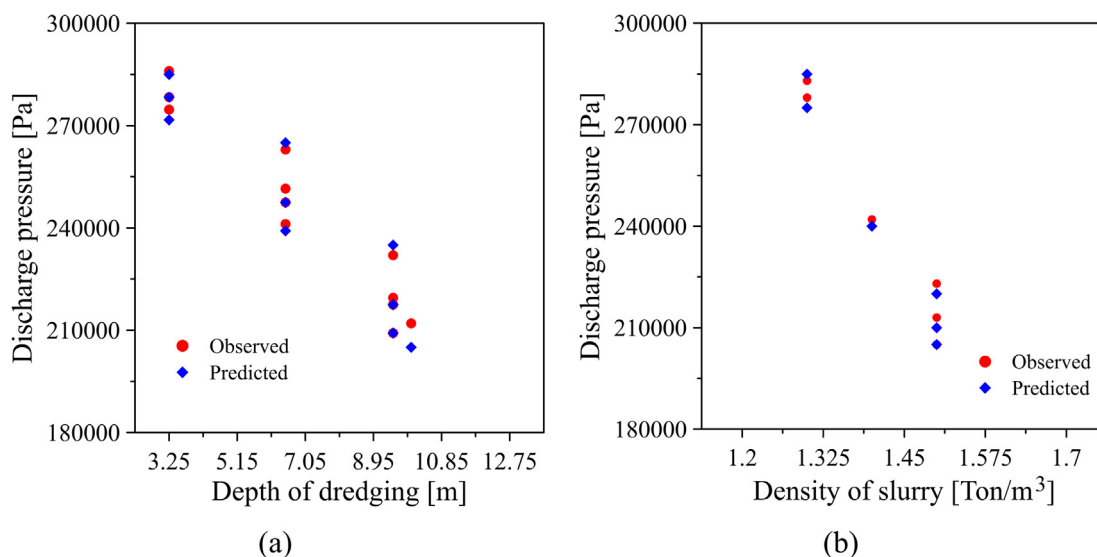 300000
270000
240000
210000
180000
Discharge pressure [Pa]
Observed
Predicted
3.25 5.15 7.05 8.95 10.85 12.75
Depth of dredging [m]
(a)
300000
270000
240000
210000
180000
Discharge pressure [Pa]
Observed
Predicted
1.2 1.325 1.45 1.575 1.7
Density of slurry [Ton/m³]
(b)